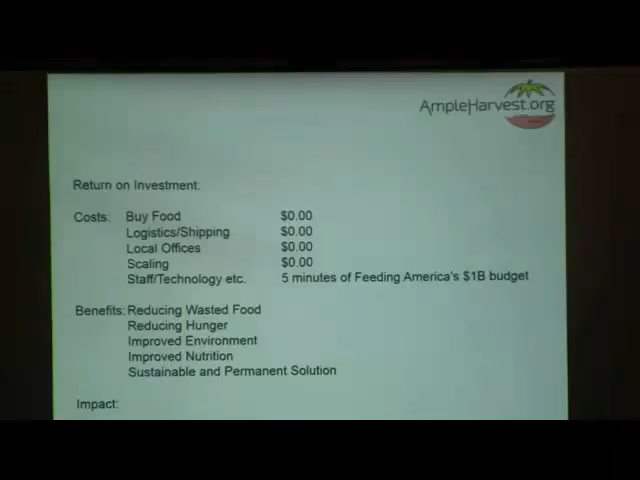 AmpleHarvest.org
Return on Investment:
Costs: Buy Food $0.00
Logistics/Shipping $0.00
Local Offices $0.00
Scaling $0.00
Staff/Technology etc. 5 minutes of Feeding America's $1B budget
Benefits: Reducing Wasted Food
Reducing Hunger
Improved Environment
Improved Nutrition
Sustainable and Permanent Solution
Impact: